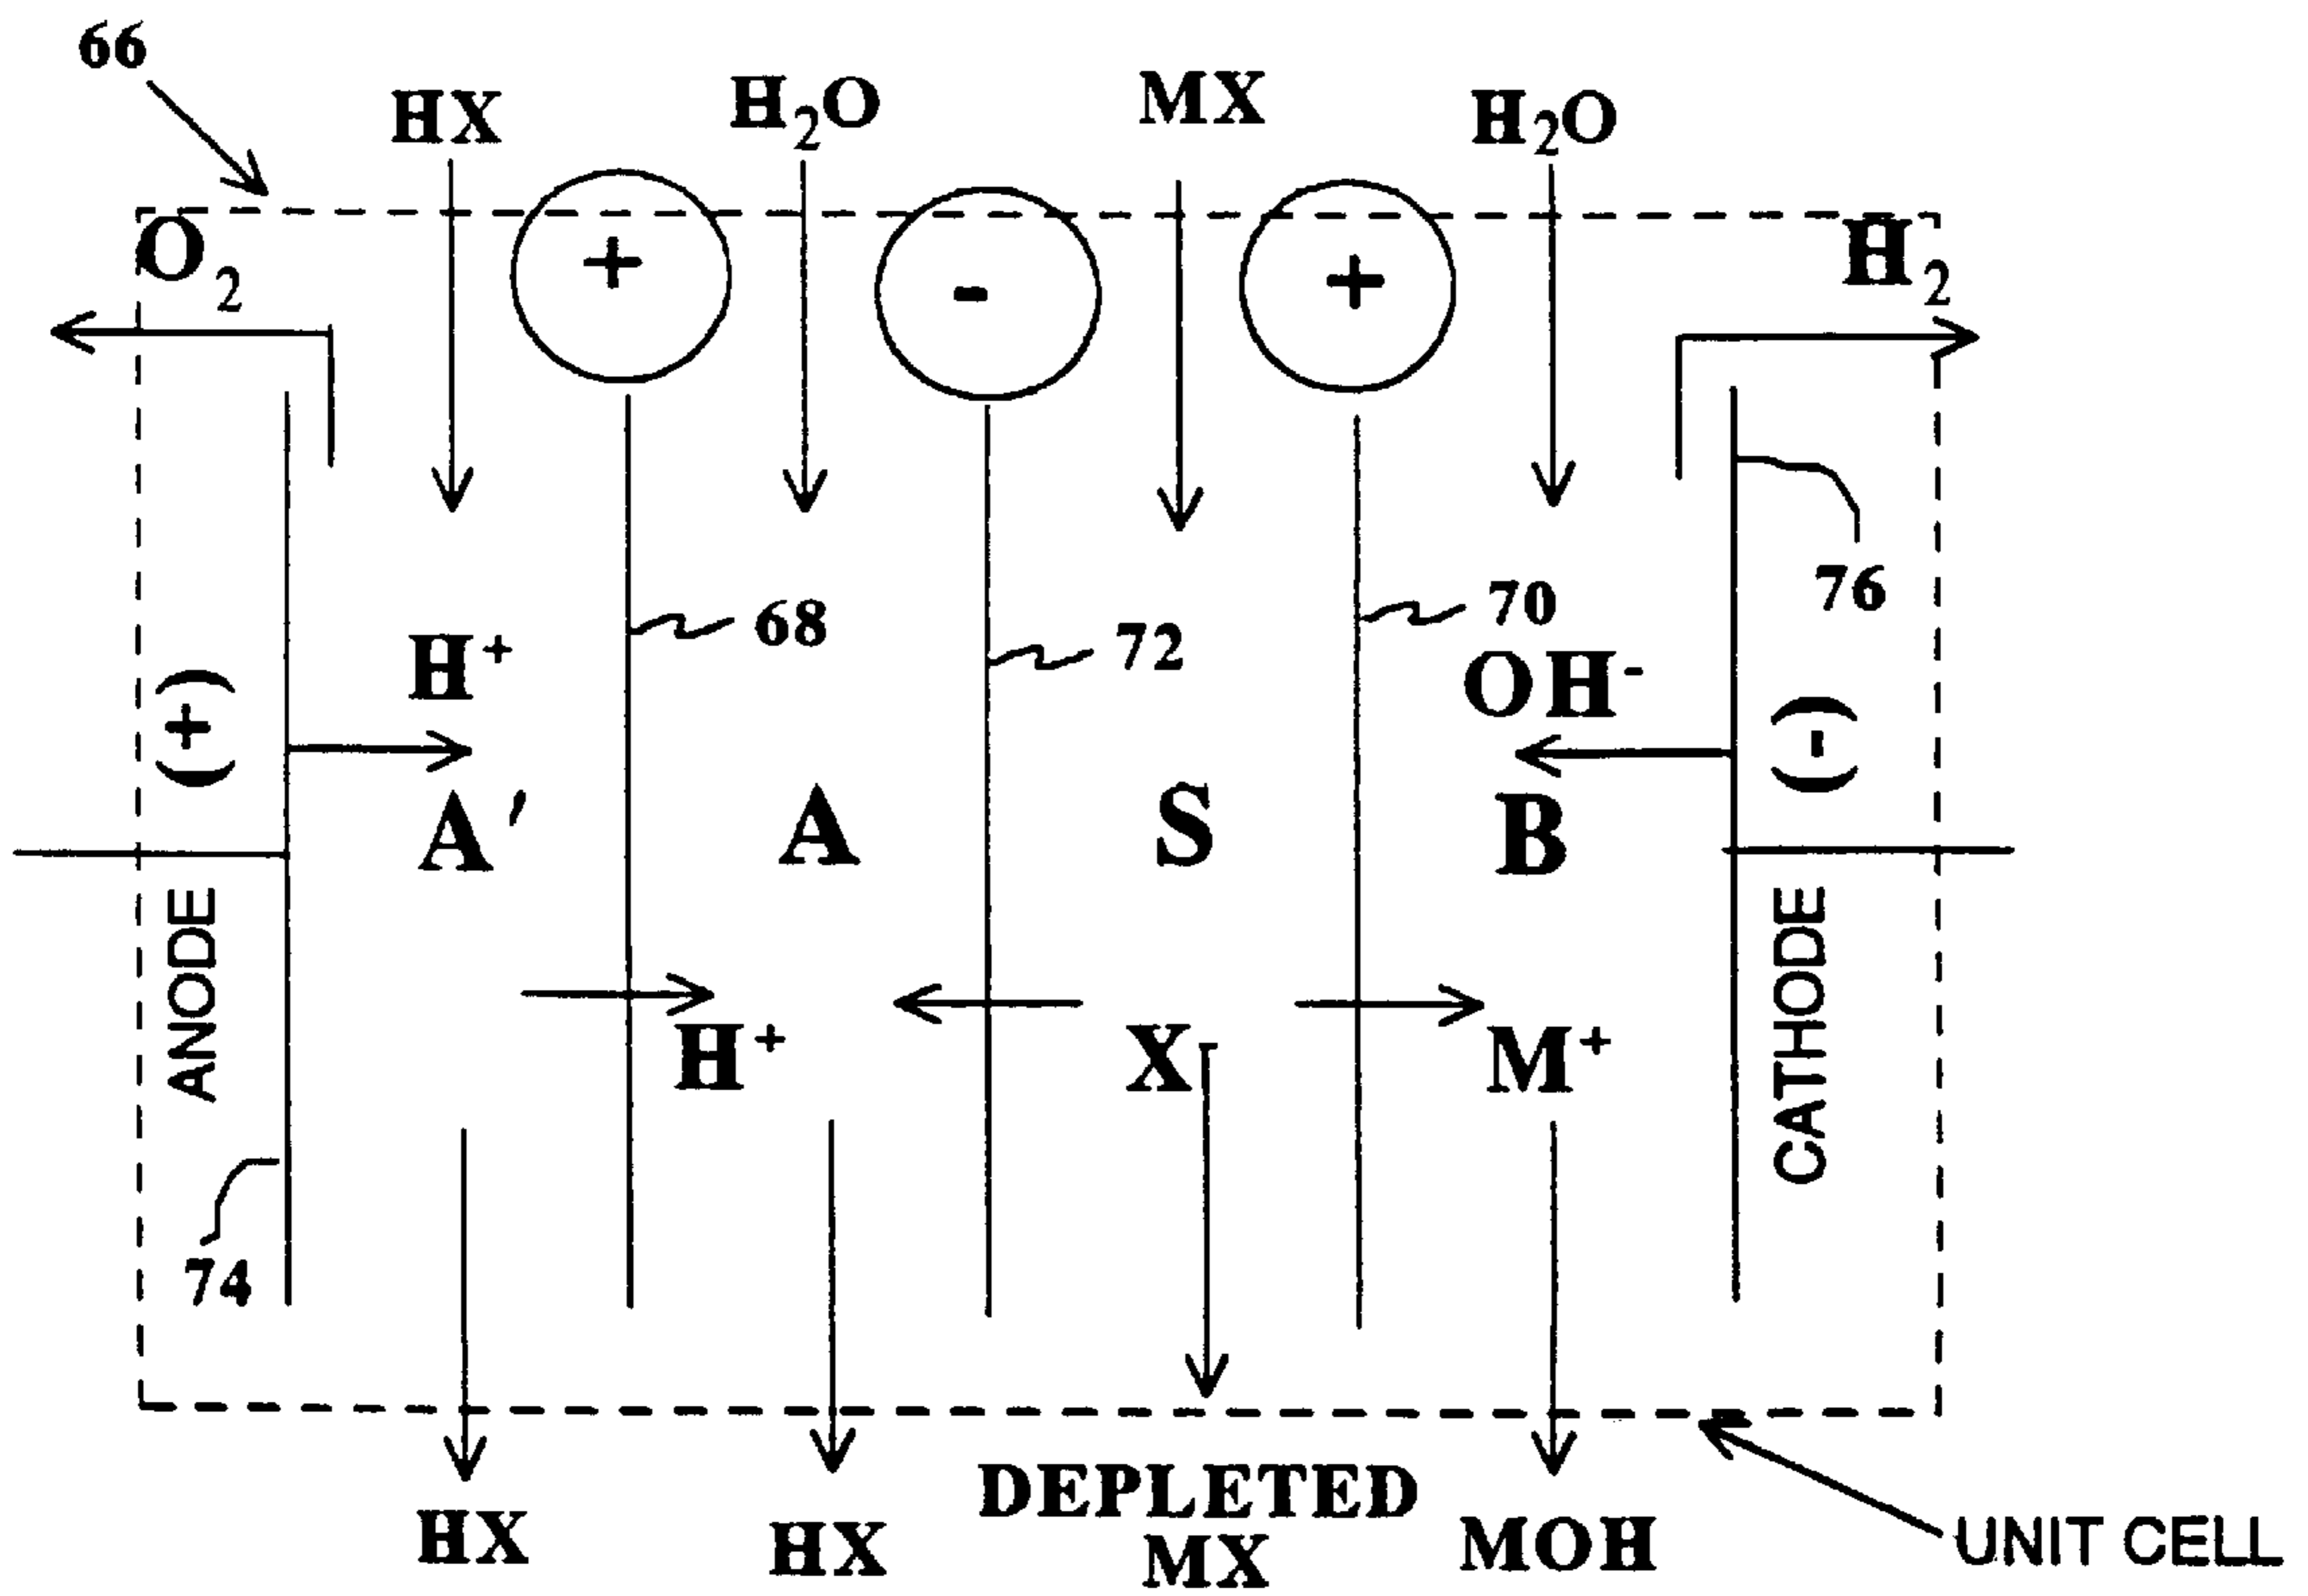 66
HX
H₂O
MX
H₂O
O₂
+
-
+
H₂
68
72
70
76
H⁺
OH⁻
(+)
(-)
A′
A
S
B
ANODE
CATHODE
H⁺
X
M⁺
74
HX
HX
DEPLETED
MX
MOH
UNIT CELL